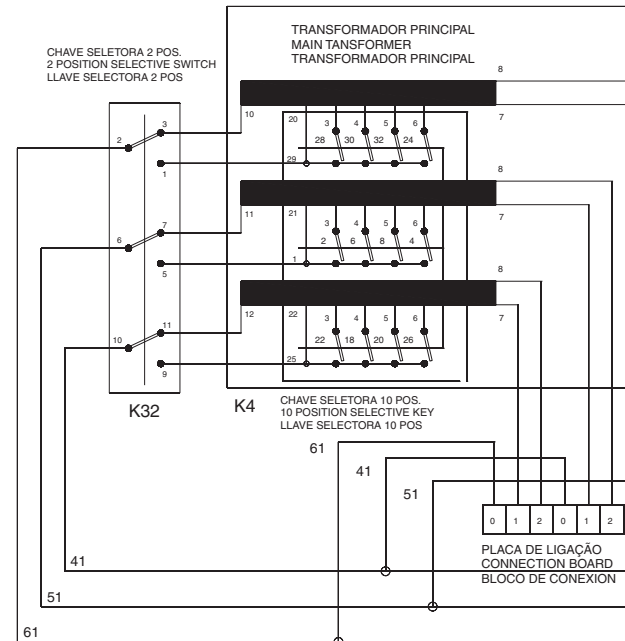 TRANSFORMADOR PRINCIPAL
MAIN TANSFORMER
TRANSFORMADOR PRINCIPAL
CHAVE SELETORA 2 POS.
2 POSITION SELECTIVE SWITCH
LLAVE SELECTORA 2 POS
8
3 10 20 3 4 5 6 7
2 28 30 32 24
1 29
8
7 11 21 3 4 5 6 7
6 2 6 8 4
5 1
8
11 12 22 3 4 5 6 7
10 22 18 20 26
9 25
K32
K4
CHAVE SELETORA 10 POS.
10 POSITION SELECTIVE KEY
LLAVE SELECTORA 10 POS
61
41
51
0 1 2 0 1 2
PLACA DE LIGAÇÃO
CONNECTION BOARD
BLOCO DE CONEXION
41
51
61